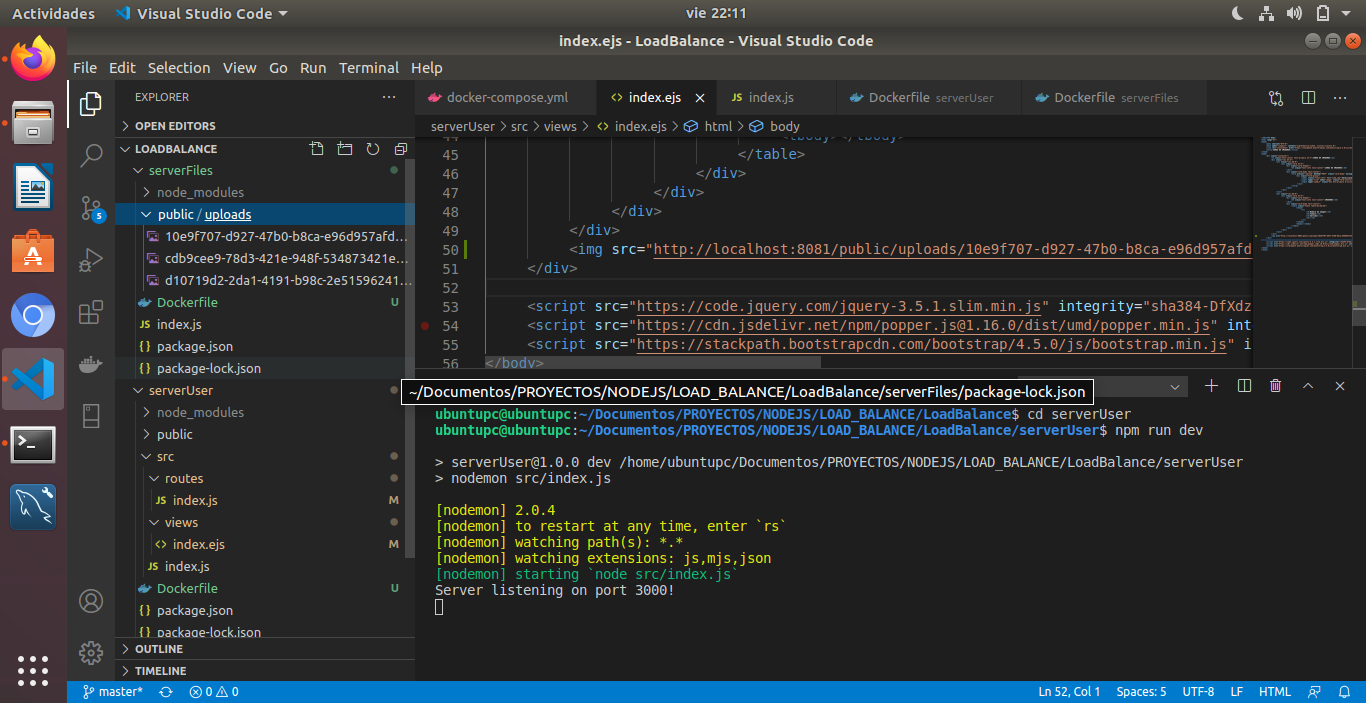 Actividades Visual Studio Code vie 22:11
index.ejs - LoadBalance - Visual Studio Code
File Edit Selection View Go Run Terminal Help
EXPLORER
OPEN EDITORS
LOADBALANCE
serverFiles
node_modules
public / uploads
10e9f707-d927-47b0-b8ca-e96d957afd...
cdb9cee9-78d3-421e-948f-534873421e...
d10719d2-2da1-4191-b98c-2e51596241...
Dockerfile U
JS index.js
{ } package.json
{ } package-lock.json
serverUser
node_modules
public
src
routes
JS index.js M
views
<> index.ejs M
JS index.js
Dockerfile U
{ } package.json
{ } package-lock.json
OUTLINE
TIMELINE
5
docker-compose.yml <> index.ejs JS index.js Dockerfile serverUser Dockerfile serverFiles
serverUser > src > views > <> index.ejs > html > body
44 <tbody></tbody>
45 </table>
46 </div>
47 </div>
48 </div>
49 </div>
50 <img src="http://localhost:8081/public/uploads/10e9f707-d927-47b0-b8ca-e96d957afd
51 </div>
52
53 <script src="https://code.jquery.com/jquery-3.5.1.slim.min.js" integrity="sha384-DfXdz
54 <script src="https://cdn.jsdelivr.net/npm/popper.js@1.16.0/dist/umd/popper.min.js" int
55 <script src="https://stackpath.bootstrapcdn.com/bootstrap/4.5.0/js/bootstrap.min.js" i
56 </body>
~/Documentos/PROYECTOS/NODEJS/LOAD_BALANCE/LoadBalance/serverFiles/package-lock.json
ubuntupc@ubuntupc:~/Documentos/PROYECTOS/NODEJS/LOAD_BALANCE/LoadBalance$ cd serverUser
ubuntupc@ubuntupc:~/Documentos/PROYECTOS/NODEJS/LOAD_BALANCE/LoadBalance/serverUser$ npm run dev
> serverUser@1.0.0 dev /home/ubuntupc/Documentos/PROYECTOS/NODEJS/LOAD_BALANCE/LoadBalance/serverUser
> nodemon src/index.js
[nodemon] 2.0.4
[nodemon] to restart at any time, enter `rs`
[nodemon] watching path(s): *.*
[nodemon] watching extensions: js,mjs,json
[nodemon] starting `node src/index.js`
Server listening on port 3000!
master* 0 0 Ln 52, Col 1 Spaces: 5 UTF-8 LF HTML